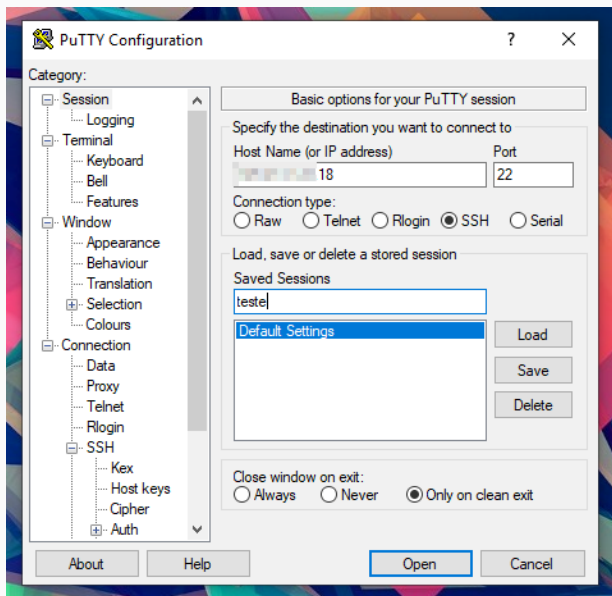 PuTTY Configuration
Category:
Session
Logging
Terminal
Keyboard
Bell
Features
Window
Appearance
Behaviour
Translation
Selection
Colours
Connection
Data
Proxy
Telnet
Rlogin
SSH
Kex
Host keys
Cipher
Auth
Basic options for your PuTTY session
Specify the destination you want to connect to
Host Name (or IP address) Port
18 22
Connection type:
Raw Telnet Rlogin SSH Serial
Load, save or delete a stored session
Saved Sessions
teste
Default Settings
Load
Save
Delete
Close window on exit:
Always Never Only on clean exit
About Help Open Cancel